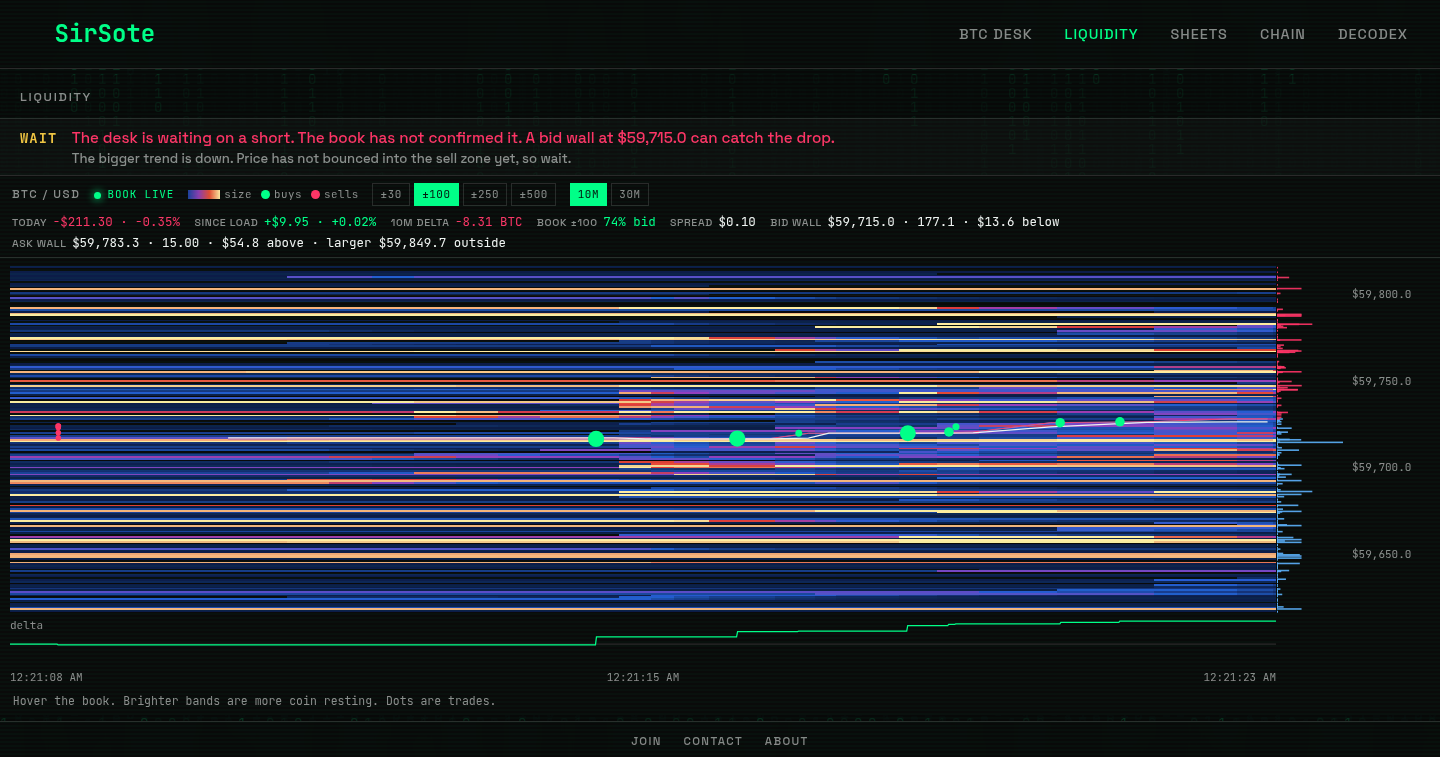 SirSote
BTC DESK LIQUIDITY SHEETS CHAIN DECODEX
LIQUIDITY
WAIT The desk is waiting on a short. The book has not confirmed it. A bid wall at $59,715.0 can catch the drop.
The bigger trend is down. Price has not bounced into the sell zone yet, so wait.
BTC / USD BOOK LIVE size buys sells ±30 ±100 ±250 ±500 10M 30M
TODAY -$211.30 · -0.35% SINCE LOAD +$9.95 · +0.02% 10M DELTA -8.31 BTC BOOK ±100 74% bid SPREAD $0.10 BID WALL $59,715.0 · 177.1 · $13.6 below
ASK WALL $59,783.3 · 15.00 · $54.8 above · larger $59,849.7 outside
$59,800.0
$59,750.0
$59,700.0
$59,650.0
delta
12:21:08 AM 12:21:15 AM 12:21:23 AM
Hover the book. Brighter bands are more coin resting. Dots are trades.
JOIN CONTACT ABOUT